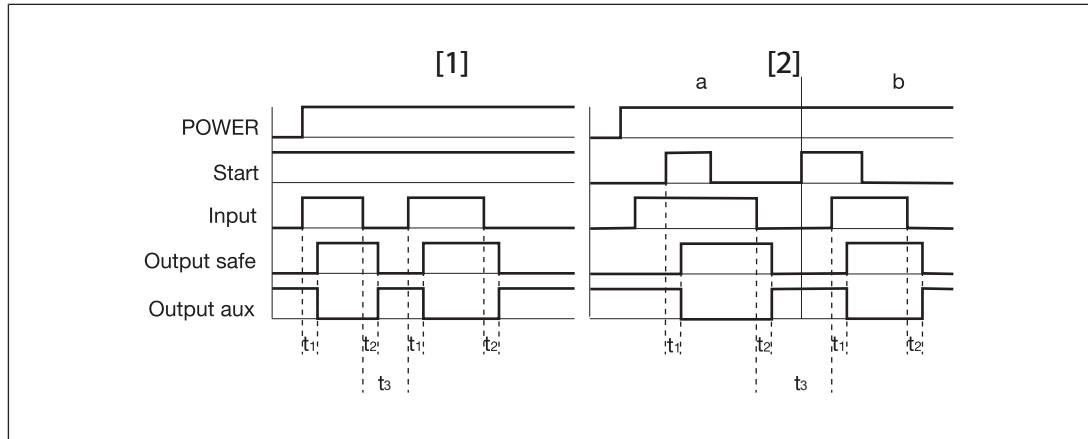 [1] [2]
a b
POWER
Start
Input
Output safe
Output aux
t1 t2 t1 t2 t1 t2 t1 t2
t3 t3